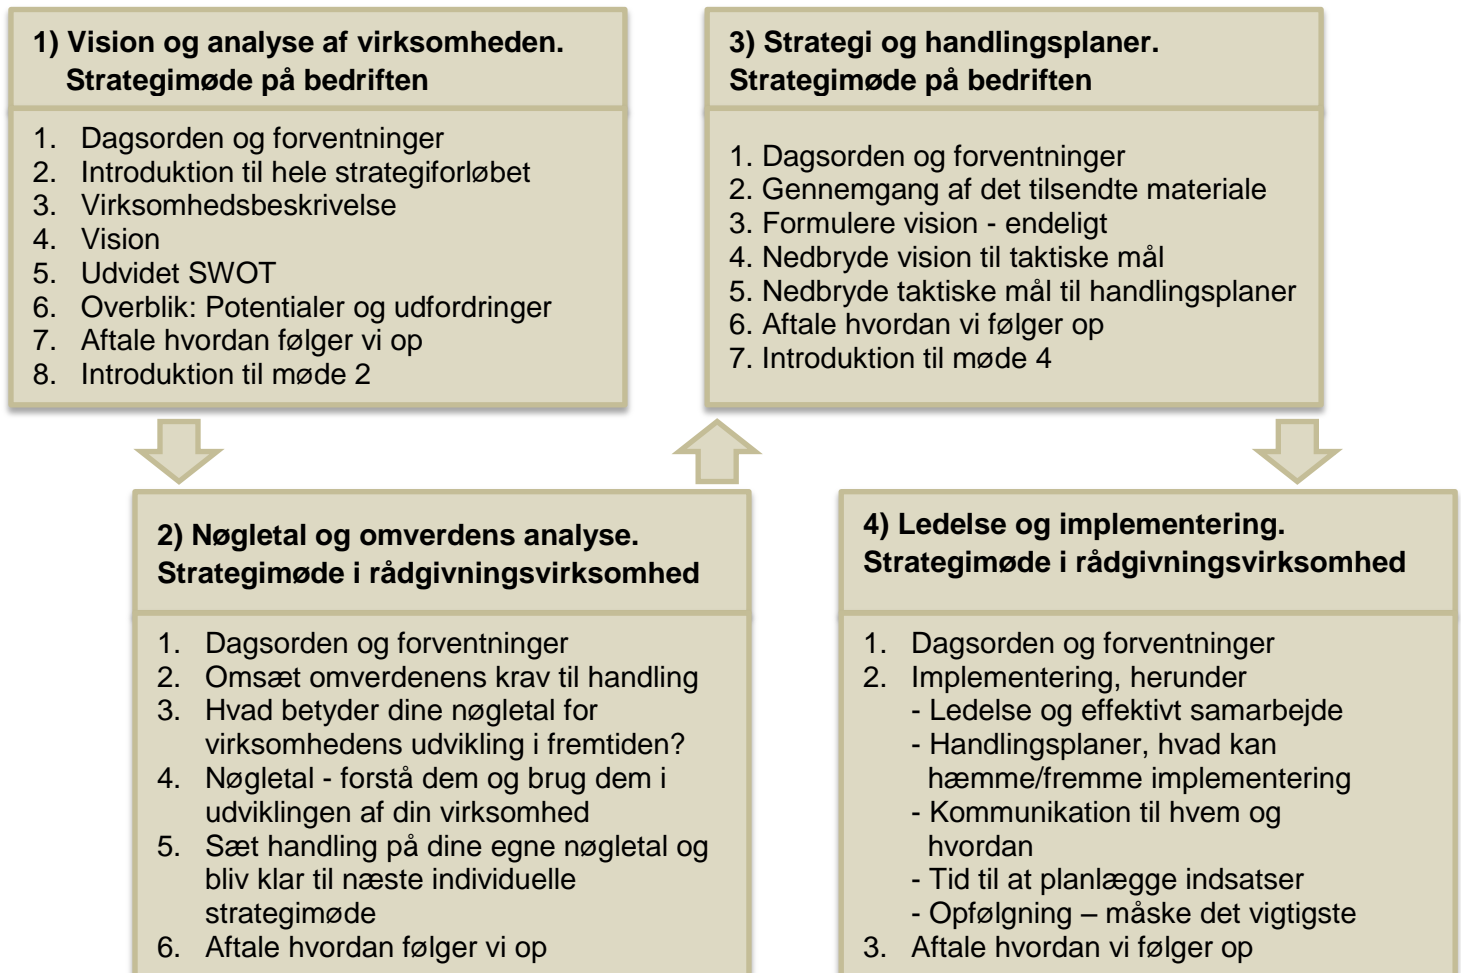 1) Vision og analyse af virksomheden.
Strategimøde på bedriften
1. Dagsorden og forventninger
2. Introduktion til hele strategiforløbet
3. Virksomhedsbeskrivelse
4. Vision
5. Udvidet SWOT
6. Overblik: Potentialer og udfordringer
7. Aftale hvordan følger vi op
8. Introduktion til møde 2
2) Nøgletal og omverdens analyse.
Strategimøde i rådgivningsvirksomhed
1. Dagsorden og forventninger
2. Omsæt omverdenens krav til handling
3. Hvad betyder dine nøgletal for
virksomhedens udvikling i fremtiden?
4. Nøgletal - forstå dem og brug dem i
udviklingen af din virksomhed
5. Sæt handling på dine egne nøgletal og
bliv klar til næste individuelle
strategimøde
6. Aftale hvordan følger vi op
3) Strategi og handlingsplaner.
Strategimøde på bedriften
1. Dagsorden og forventninger
2. Gennemgang af det tilsendte materiale
3. Formulere vision - endeligt
4. Nedbryde vision til taktiske mål
5. Nedbryde taktiske mål til handlingsplaner
6. Aftale hvordan vi følger op
7. Introduktion til møde 4
4) Ledelse og implementering.
Strategimøde i rådgivningsvirksomhed
1. Dagsorden og forventninger
2. Implementering, herunder
- Ledelse og effektivt samarbejde
- Handlingsplaner, hvad kan
hæmme/fremme implementering
- Kommunikation til hvem og
hvordan
- Tid til at planlægge indsatser
- Opfølgning – måske det vigtigste
3. Aftale hvordan vi følger op